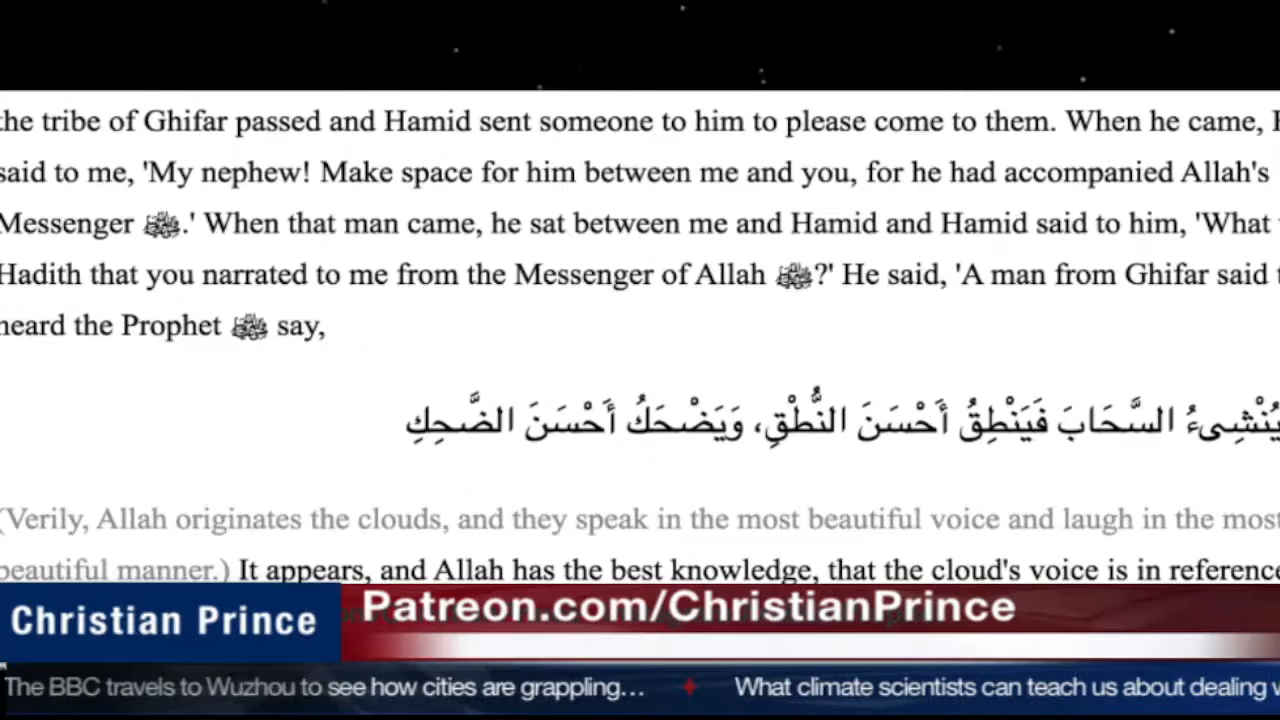 the tribe of Ghifar passed and Hamid sent someone to him to please come to them. When he came,
said to me, 'My nephew! Make space for him between me and you, for he had accompanied Allah's
Messenger ﷺ.' When that man came, he sat between me and Hamid and Hamid said to him, 'What
Hadith that you narrated to me from the Messenger of Allah ﷺ?' He said, 'A man from Ghifar said
heard the Prophet ﷺ say,
يُنْشِىءُ السَّحَابَ فَيَنْطِقُ أَحْسَنَ النُّطْقِ، وَيَضْحَكُ أَحْسَنَ الضَّحِكِ
(Verily, Allah originates the clouds, and they speak in the most beautiful voice and laugh in the most
beautiful manner.) It appears, and Allah has the best knowledge, that the cloud's voice is in reference
Christian Prince
Patreon.com/ChristianPrince
The BBC travels to Wuzhou to see how cities are grappling... What climate scientists can teach us about dealing